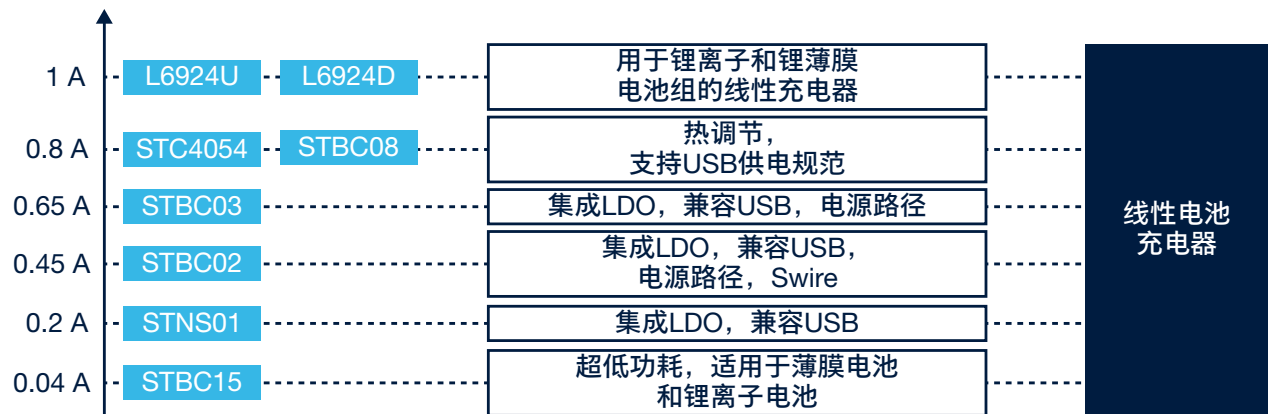 1 A
L6924U
L6924D
用于锂离子和锂薄膜
电池组的线性充电器
0.8 A
STC4054
STBC08
热调节，
支持USB供电规范
0.65 A
STBC03
集成LDO，兼容USB，电源路径
0.45 A
STBC02
集成LDO，兼容USB，
电源路径，Swire
0.2 A
STNS01
集成LDO，兼容USB
0.04 A
STBC15
超低功耗，适用于薄膜电池
和锂离子电池
线性电池
充电器